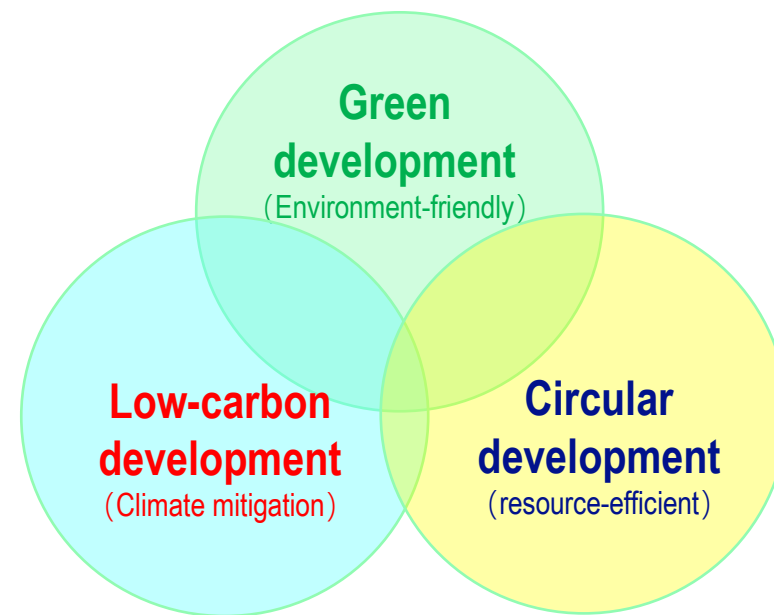 Green
development
（Environment-friendly）
Low-carbon
development
（Climate mitigation）
Circular
development
（resource-efficient）